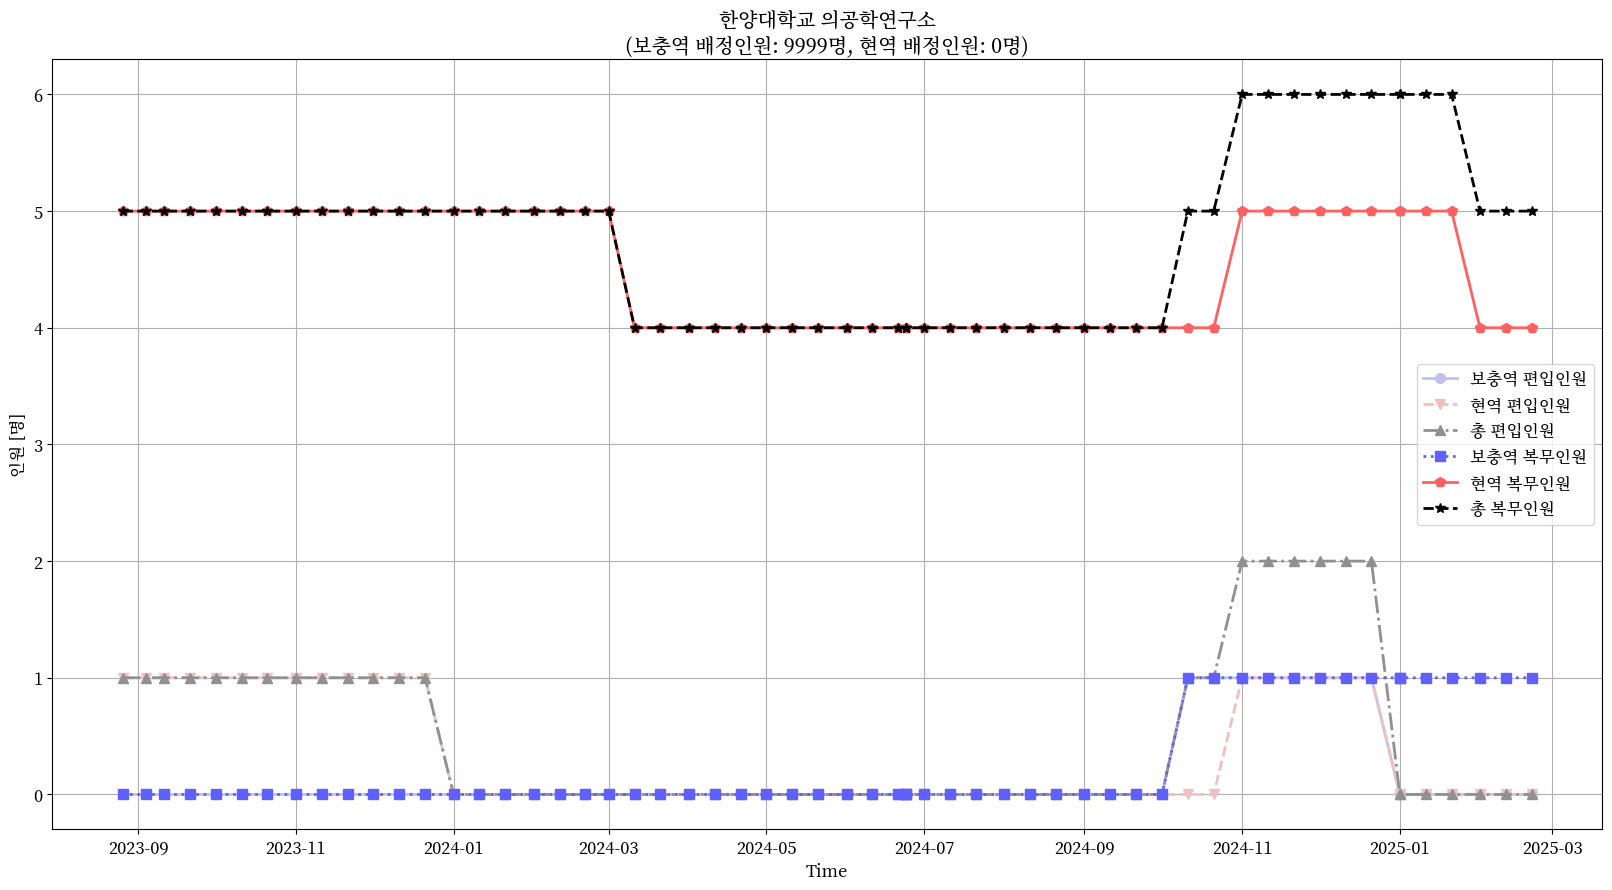 한양대학교 의공학연구소
(보충역 배정인원: 9999명, 현역 배정인원: 0명)
6
5
4
3
2
1
0
인원 [명]
보충역 편입인원
현역 편입인원
총 편입인원
보충역 복무인원
현역 복무인원
총 복무인원
2023-09 2023-11 2024-01 2024-03 2024-05 2024-07 2024-09 2024-11 2025-01 2025-03
Time